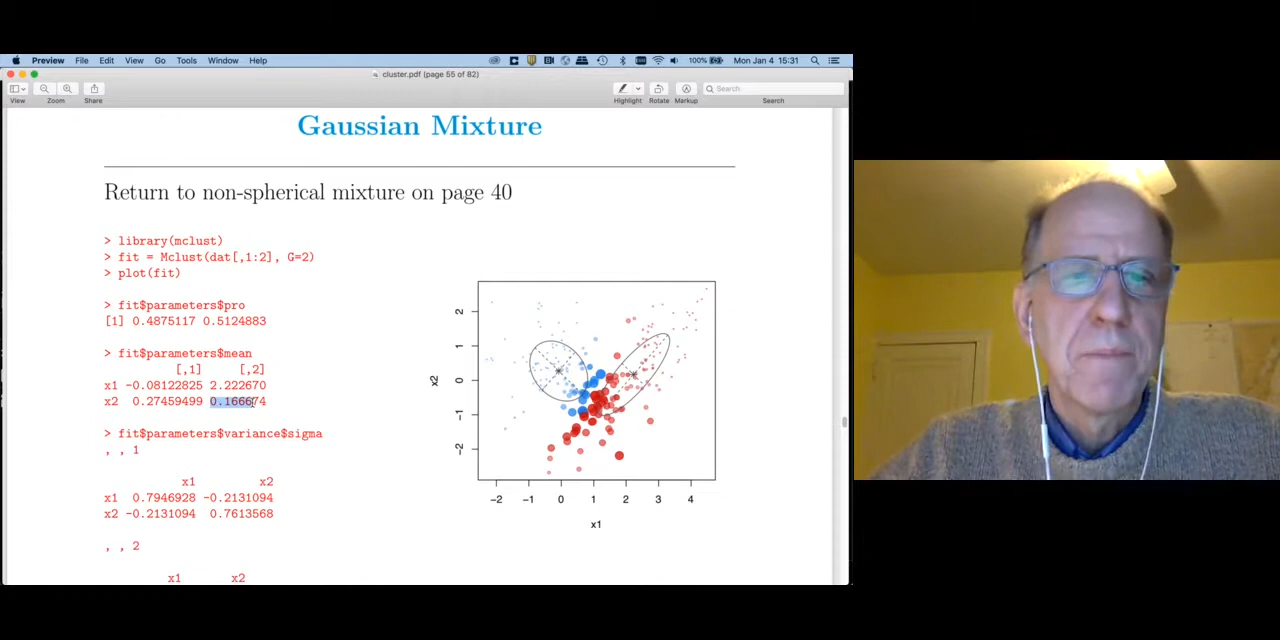 Preview File Edit View Go Tools Window Help
100% Mon Jan 4 15:31
cluster.pdf (page 55 of 82)
Search
View Zoom Share Highlight Rotate Markup Search
Gaussian Mixture
Return to non-spherical mixture on page 40
> library(mclust)
> fit = Mclust(dat[,1:2], G=2)
> plot(fit)
> fit$parameters$pro
[1] 0.4875117 0.5124883
> fit$parameters$mean
[,1] [,2]
x1 -0.08122825 2.222670
x2 0.27459499 0.166674
> fit$parameters$variance$sigma
, , 1
x1 x2
x1 0.7946928 -0.2131094
x2 -0.2131094 0.7613568
, , 2
x1 x2
x2
2
1
0
-1
-2
-2 -1 0 1 2 3 4
x1